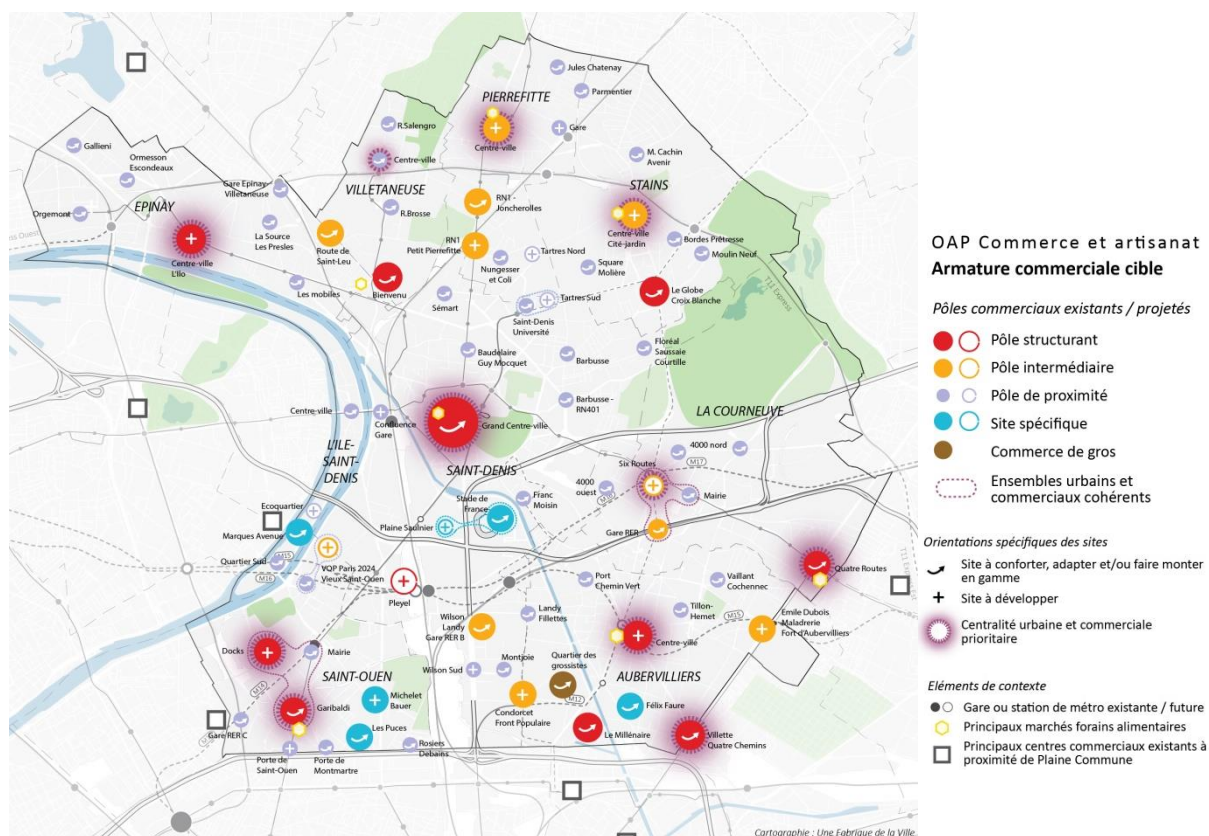 Jules Chatenay
PIERREFITTE
Parmentier
R.Salengro
Gare
Centre-ville
Gallieni
Ormesson
Escondeaux
Centre-ville
M. Cachin
Avenir
Gare Epinay
Villetaneuse
VILLETANEUSE
STAINS
RN1 -
Joncherolles
Orgemont
EPINAY
R.Brosse
La Source
Les Presles
Route de
Saint-Leu
RN1
Petit Pierrefitte
Centre-ville
Cité-jardin
Bordes Prêtresse
Moulin Neuf
Tartres Nord
Centre-ville
L'Ilo
Nungesser
et Coli
Square
Molière
T11 Express
Les mobiles
Bienvenu
Sémart
Tartres Sud
Le Globe
Croix Blanche
Saint-Denis
Université
Baudelaire
Guy Mocquet
Barbusse
Floréal
Saussaie
Courtille
Barbusse -
RN401
Centre-ville
Confluence
Gare
Grand Centre-ville
LA COURNEUVE
L'ILE-
SAINT-
DENIS
SAINT-DENIS
4000 nord
Six Routes
M17
4000
ouest
Mairie
Ecoquartier
Stade de
France
Franc
Moisin
Plaine Saulnier
Gare RER
Marques Avenue
Quartier Sud
M15
M16
VOP Paris 2024
Vieux Saint-Ouen
Pleyel
Port
Chemin Vert
Vaillant
Cochennec
Quatre Routes
Wilson
Landy
Gare RER B
Landy
Fillettes
Tillon-
Hemet
M15
Emile Dubois
Maladrerie
Fort d'Aubervilliers
Centre-ville
Docks
Mairie
SAINT-OUEN
Wilson Sud
Montjoie
Quartier des
grossistes
AUBERVILLIERS
M14
Garibaldi
Michelet
Bauer
M12
Condorcet
Front Populaire
Félix Faure
Gare RER C
Les Puces
Le Millénaire
Villette
Quatre Chemins
Porte de
Saint-Ouen
Porte de
Montmartre
Rosiers
Debains
Cartographie : Une Fabrique de la Ville
OAP Commerce et artisanat
Armature commerciale cible
Pôles commerciaux existants / projetés
Pôle structurant
Pôle intermédiaire
Pôle de proximité
Site spécifique
Commerce de gros
Ensembles urbains et
commerciaux cohérents
Orientations spécifiques des sites
Site à conforter, adapter et/ou faire monter
en gamme
Site à développer
Centralité urbaine et commerciale
prioritaire
Eléments de contexte
Gare ou station de métro existante / future
Principaux marchés forains alimentaires
Principaux centres commerciaux existants à
proximité de Plaine Commune